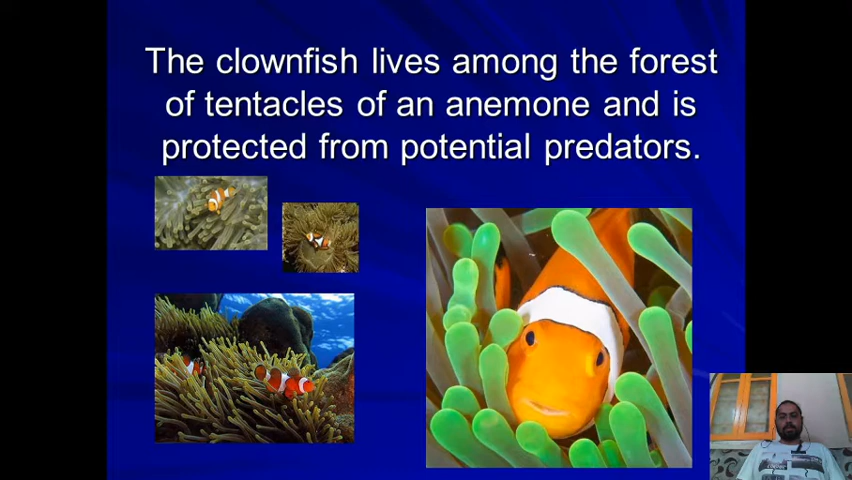 The clownfish lives among the forest
of tentacles of an anemone and is
protected from potential predators.